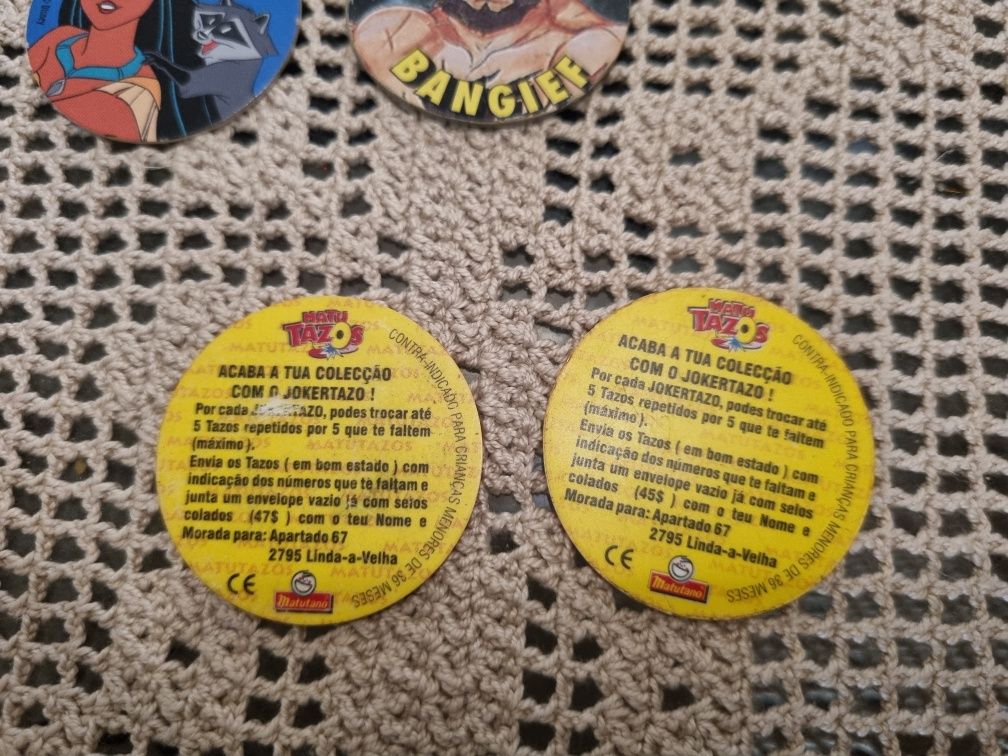 Disney
BANGIEF
MATU
TAZOS
ACABA A TUA COLECÇÃO
COM O JOKERTAZO !
Por cada JOKERTAZO, podes trocar até
5 Tazos repetidos por 5 que te faltem
(máximo).
Envia os Tazos ( em bom estado ) com
indicação dos números que te faltam e
junta um envelope vazio já com selos
colados (47$ ) com o teu Nome e
Morada para: Apartado 67
2795 Linda-a-Velha
CE
Matutano
CONTRA-INDICADO PARA CRIANÇAS MENORES DE 36 MESES
MATU
TAZOS
ACABA A TUA COLECÇÃO
COM O JOKERTAZO !
Por cada JOKERTAZO, podes trocar até
5 Tazos repetidos por 5 que te faltem
(máximo).
Envia os Tazos ( em bom estado ) com
indicação dos números que te faltam e
junta um envelope vazio já com selos
colados (45$ ) com o teu Nome e
Morada para: Apartado 67
2795 Linda-a-Velha
CE
Matutano
CONTRA-INDICADO PARA CRIANÇAS MENORES DE 36 MESES